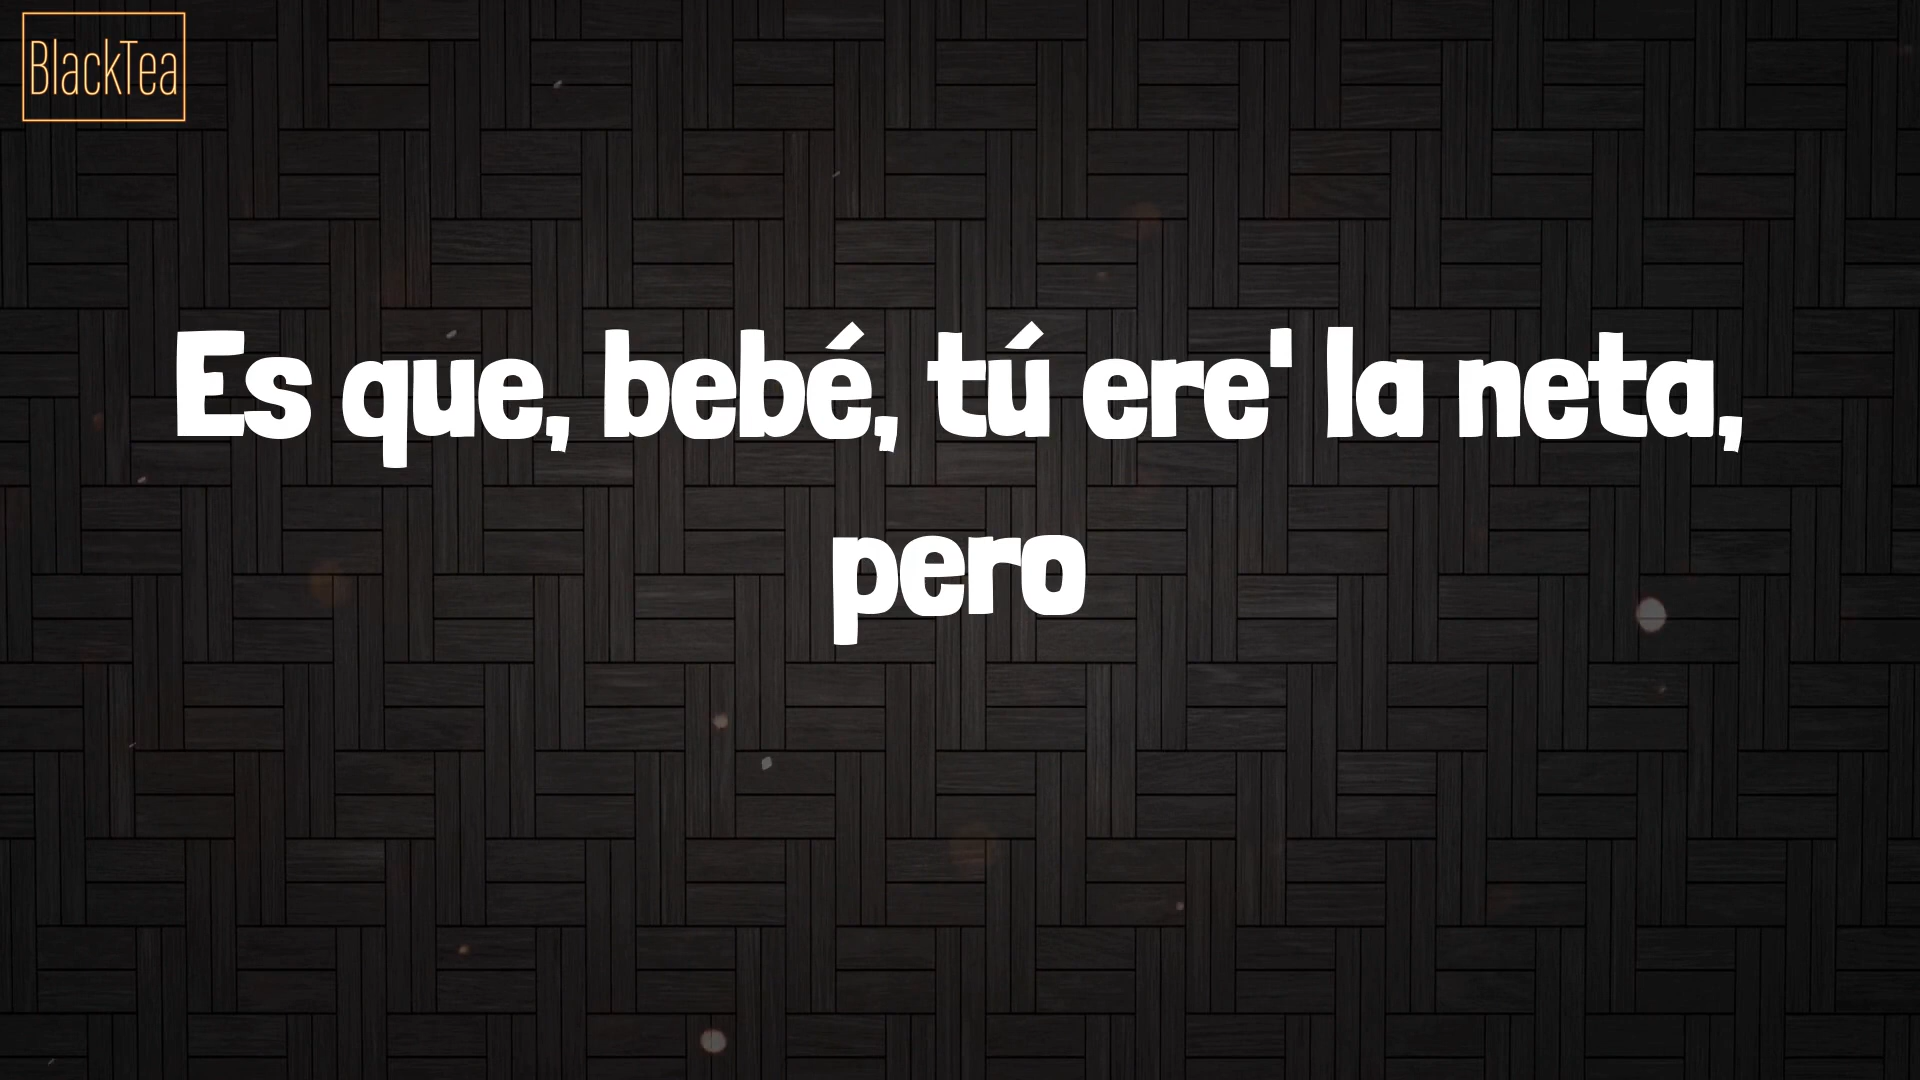 BlackTea
Es que, bebé, tú ere' la neta,
pero